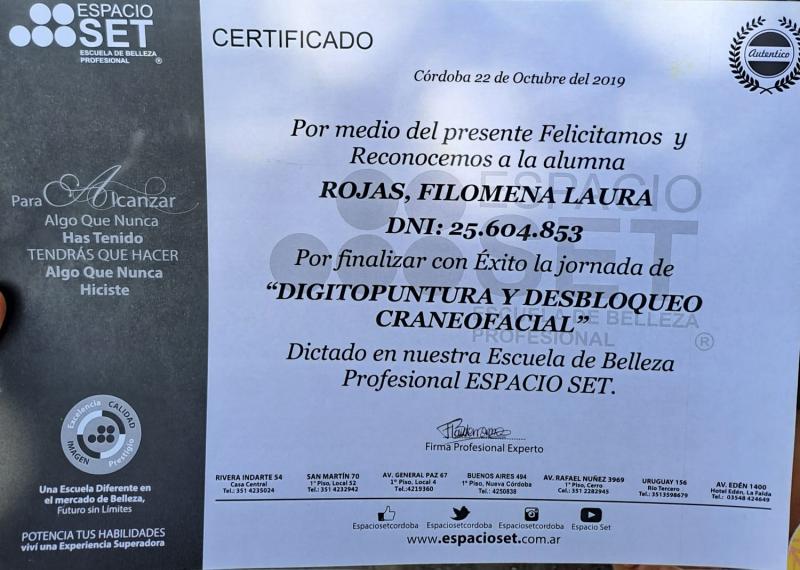 ESPACIO
SET
ESCUELA DE BELLEZA
PROFESIONAL ®
Para Alcanzar
Algo Que Nunca
Has Tenido
TENDRÁS QUE HACER
Algo Que Nunca
Hiciste
Excelencia CALIDAD
IMAGEN Prestigio
Una Escuela Diferente en
el mercado de Belleza,
Futuro sin Límites
POTENCIA TUS HABILIDADES
viví una Experiencia Superadora
CERTIFICADO
Autentico
Córdoba 22 de Octubre del 2019
Por medio del presente Felicitamos y
Reconocemos a la alumna
ROJAS, FILOMENA LAURA
DNI: 25.604.853
Por finalizar con Éxito la jornada de
“DIGITOPUNTURA Y DESBLOQUEO
CRANEOFACIAL”
Dictado en nuestra Escuela de Belleza
Profesional ESPACIO SET.
ESPACIO
SET
ESCUELA DE BELLEZA
PROFESIONAL ®
Firma Profesional Experto
RIVERA INDARTE 54
Casa Central
Tel.: 351 4235024
SAN MARTÍN 70
1° Piso, Local 52
Tel.: 351 4232942
AV. GENERAL PAZ 67
1° Piso, Local 4
Tel.:4219360
BUENOS AIRES 494
1° Piso, Nueva Córdoba
Tel.: 4250838
AV. RAFAEL NUÑEZ 3969
1° Piso, Cerro
Cel.: 351 2282945
URUGUAY 156
Río Tercero
Tel.: 3513598679
AV. EDÉN 1400
Hotel Edén, La Falda
Tel.: 03548 424649
Espaciosetcordoba
Espaciosetcordoba
Espaciosetcordoba
Espacio Set
www.espacioset.com.ar